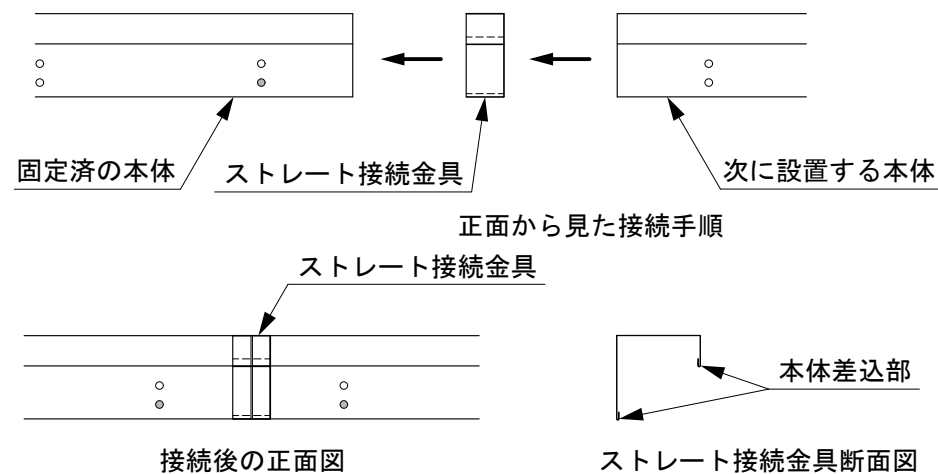 固定済の本体
ストレート接続金具
次に設置する本体
正面から見た接続手順
ストレート接続金具
本体差込部
接続後の正面図
ストレート接続金具断面図